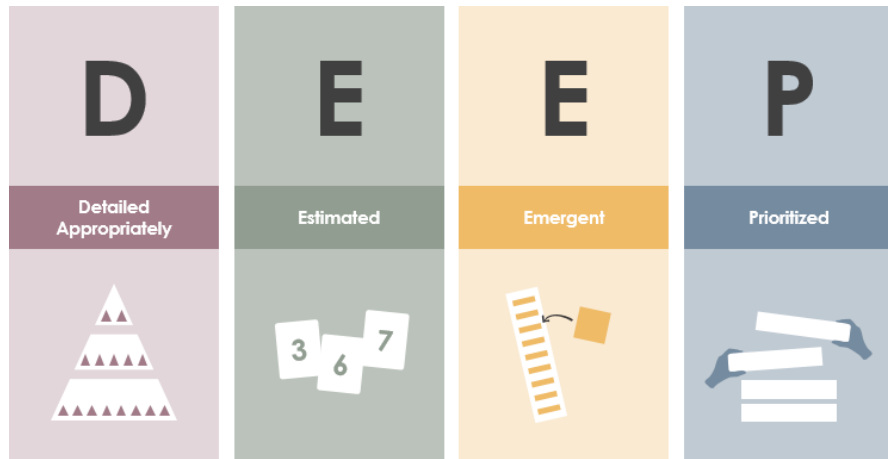 D
E
E
P
Detailed
Appropriately
Estimated
Emergent
Prioritized
3
6
7